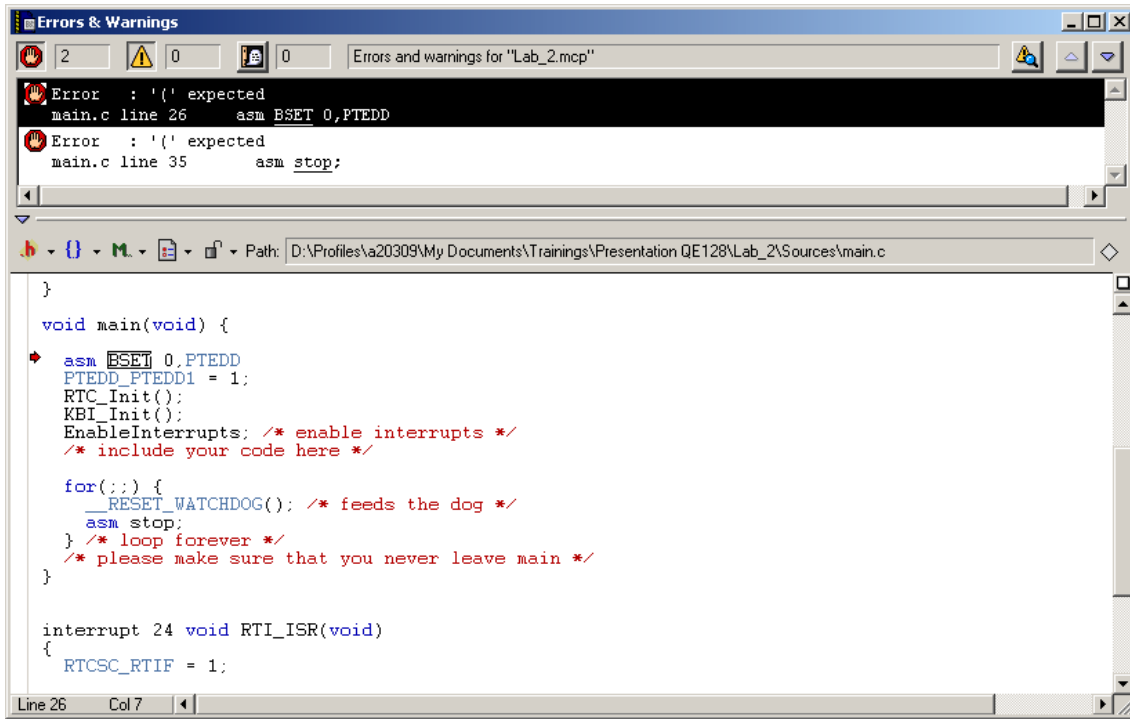 Errors & Warnings
2 0 0 Errors and warnings for "Lab_2.mcp"
Error : '(' expected
main.c line 26 asm BSET 0,PTEDD
Error : '(' expected
main.c line 35 asm stop;
.h {} M. Path: D:\Profiles\a20309\My Documents\Trainings\Presentation QE128\Lab_2\Sources\main.c
}
void main(void) {
asm BSET 0,PTEDD
PTEDD_PTEDD1 = 1;
RTC_Init();
KBI_Init();
EnableInterrupts; /* enable interrupts */
/* include your code here */
for(;;) {
__RESET_WATCHDOG(); /* feeds the dog */
asm stop;
} /* loop forever */
/* please make sure that you never leave main */
}
interrupt 24 void RTI_ISR(void)
{
RTCSC_RTIF = 1;
Line 26 Col 7